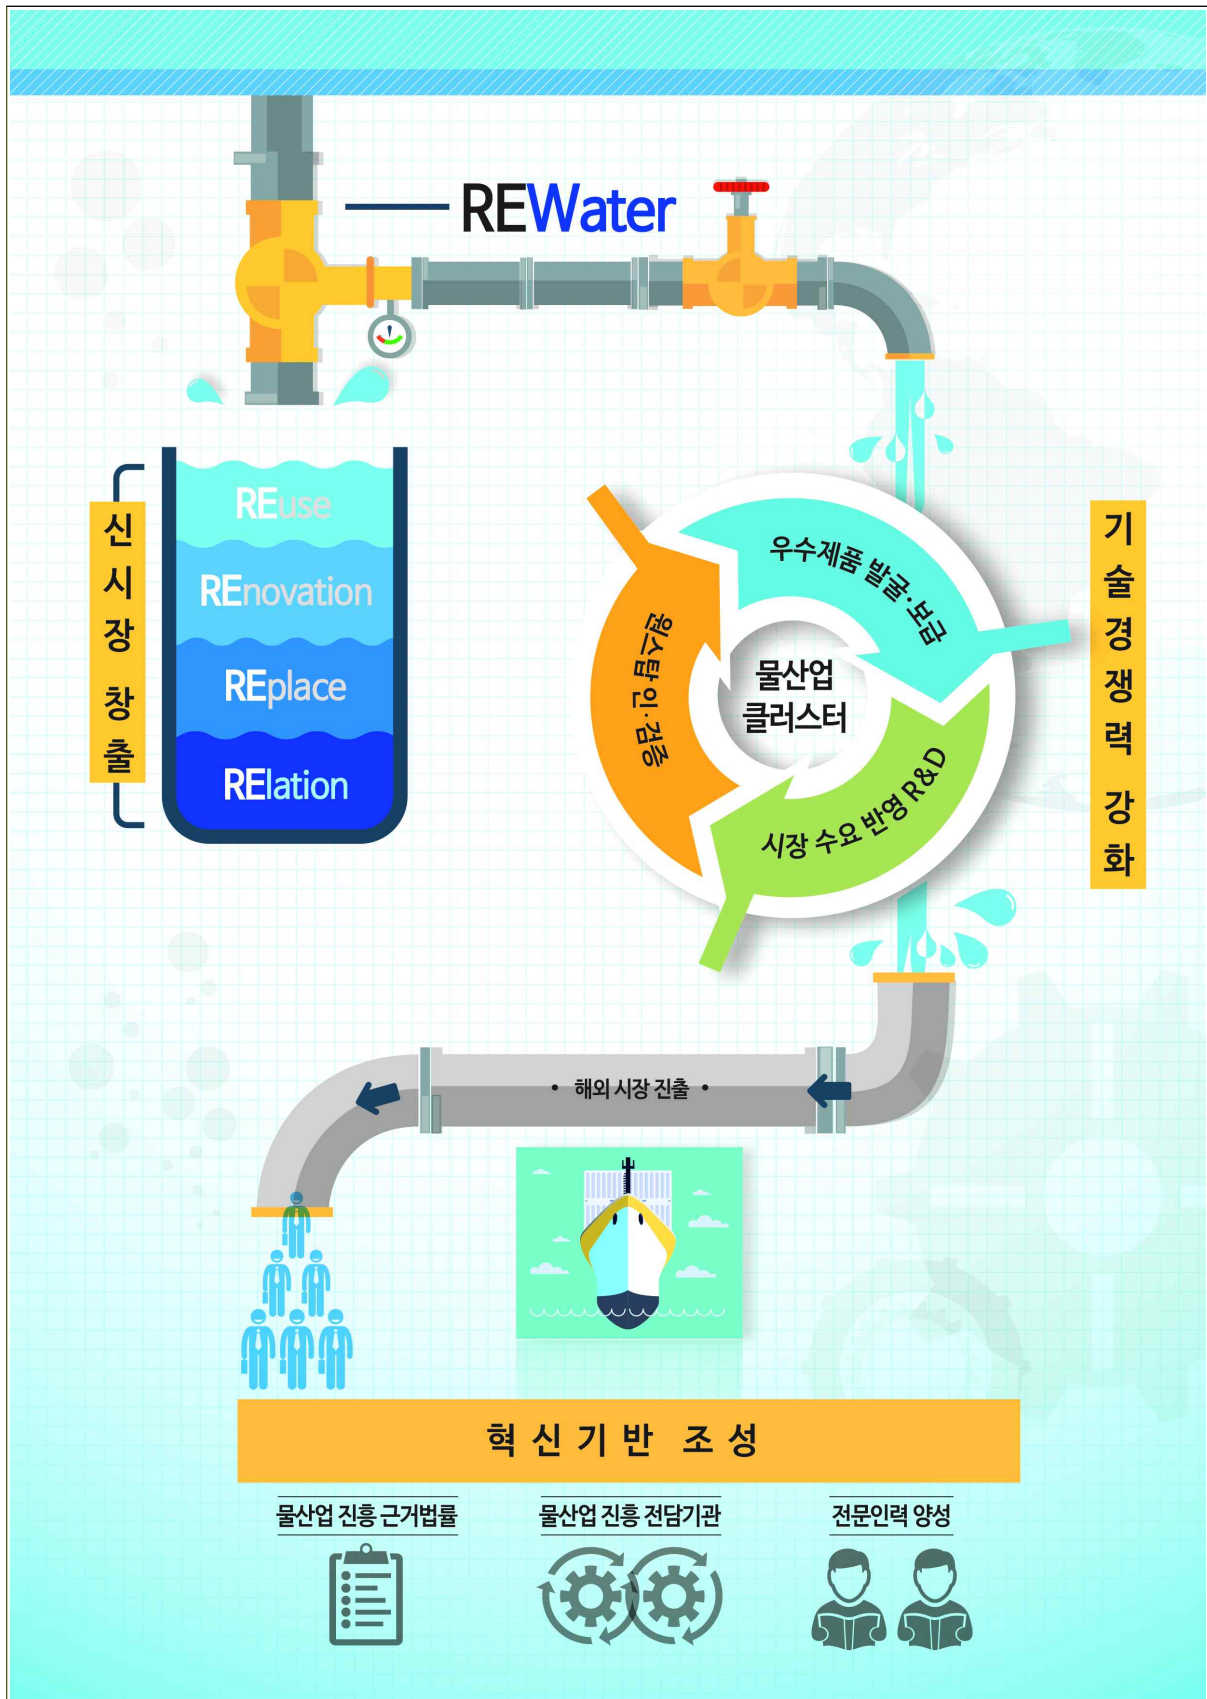 REWater
신시장 창출
REuse
REnovation
REplace
RElation
기술경쟁력 강화
우수제품 발굴·보급
원스탑 인·검증
물산업
클러스터
시장 수요 반영 R&D
• 해외 시장 진출 •
혁신기반 조성
물산업 진흥 근거법률
물산업 진흥 전담기관
전문인력 양성